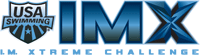 USA
SWIMMING
IMX
I.M. XTREME CHALLENGE